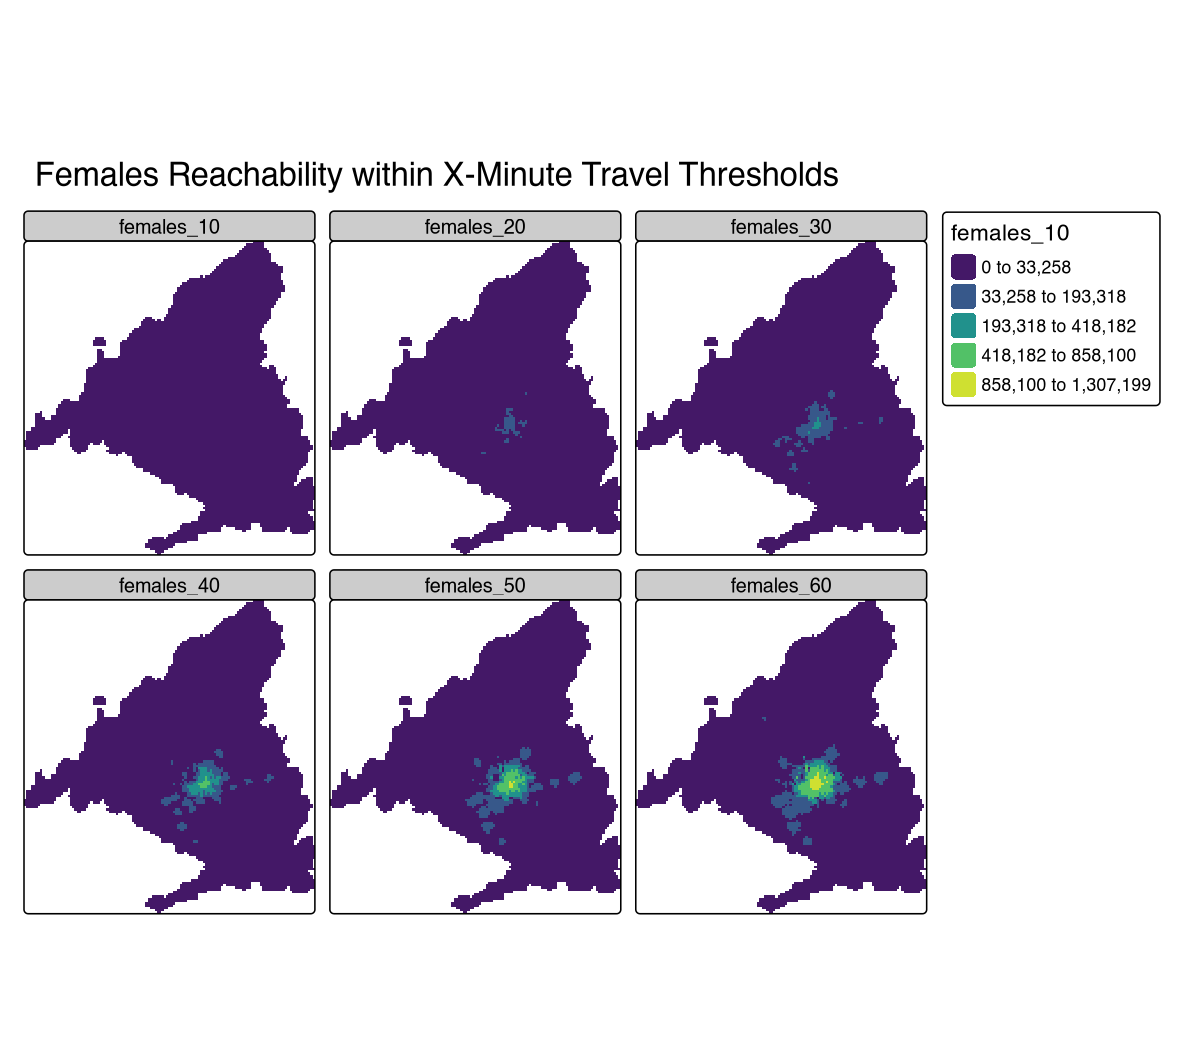 Females Reachability within X-Minute Travel Thresholds
females_10
females_20
females_30
females_10
0 to 33,258
33,258 to 193,318
193,318 to 418,182
418,182 to 858,100
858,100 to 1,307,199
females_40
females_50
females_60